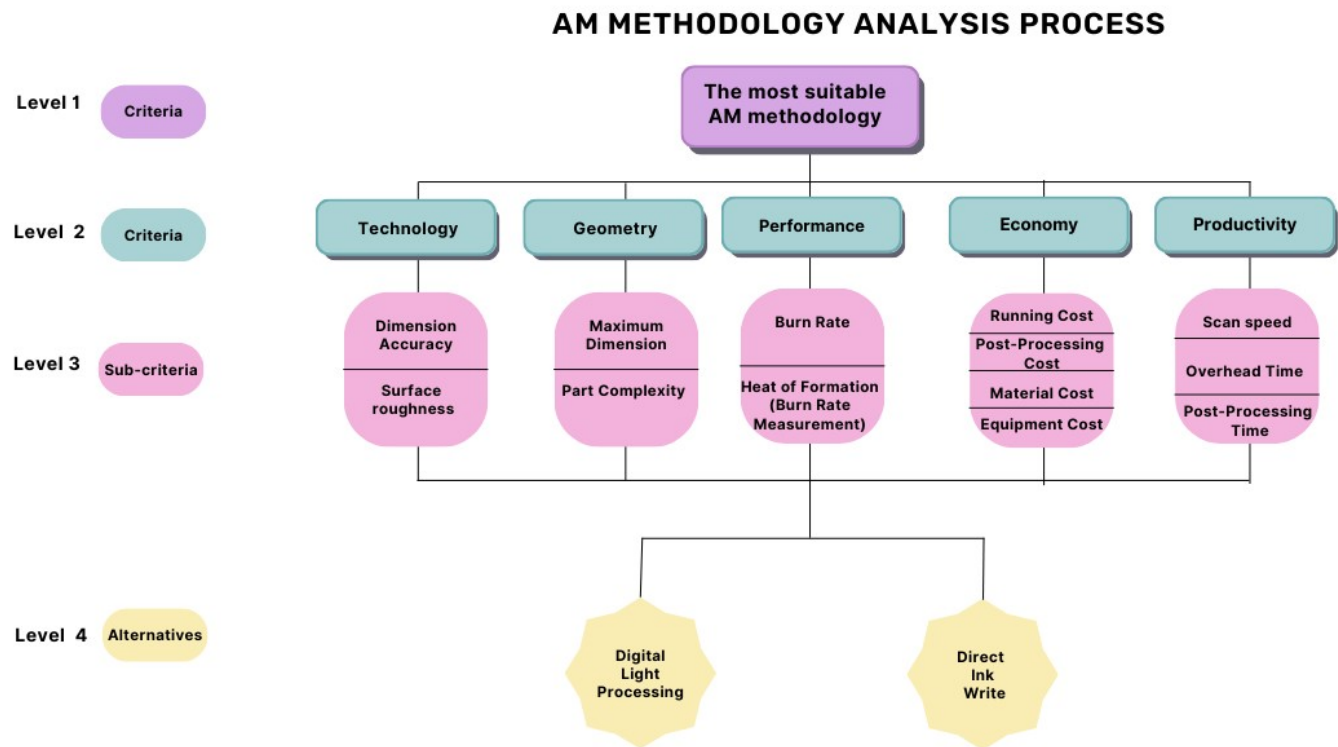 AM METHODOLOGY ANALYSIS PROCESS
Level 1
Criteria
The most suitable
AM methodology
Level 2
Criteria
Technology
Geometry
Performance
Economy
Productivity
Level 3
Sub-criteria
Dimension
Accuracy
Surface
roughness
Maximum
Dimension
Part Complexity
Burn Rate
Heat of Formation
(Burn Rate
Measurement)
Running Cost
Post-Processing
Cost
Material Cost
Equipment Cost
Scan speed
Overhead Time
Post-Processing
Time
Level 4
Alternatives
Digital
Light
Processing
Direct
Ink
Write